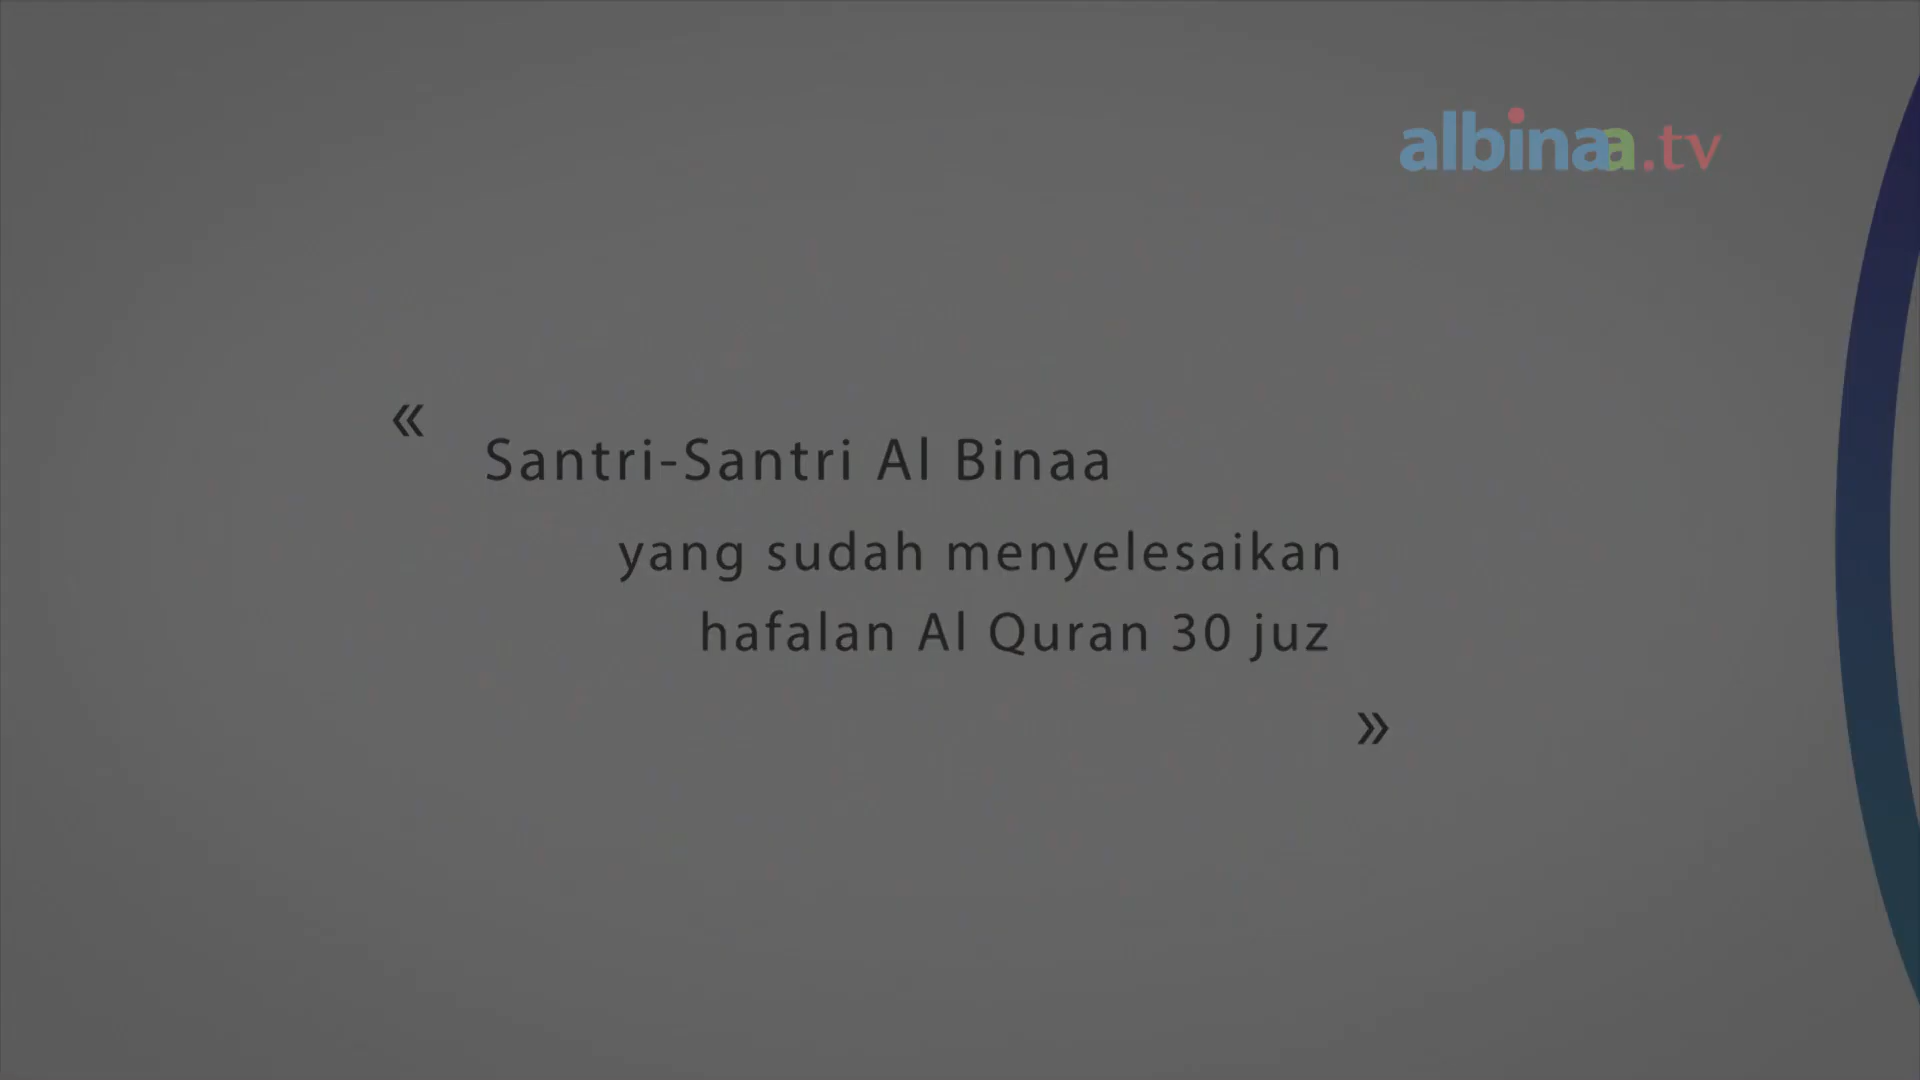 albinaa.tv
«
Santri-Santri Al Binaa
yang sudah menyelesaikan
hafalan Al Quran 30 juz
»